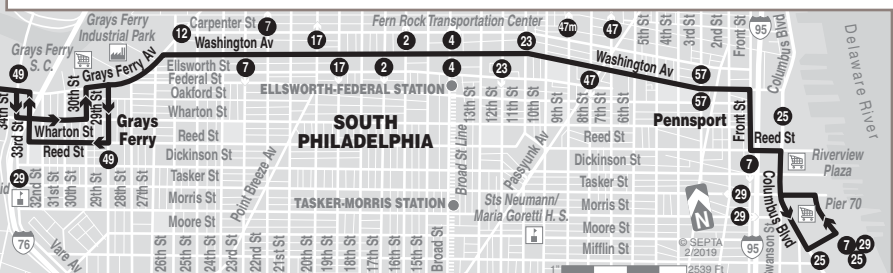 Grays Ferry
Industrial Park
Carpenter St
7
Fern Rock Transportation Center
47m
47
5th St
4th St
3rd St
2nd St
Front St
95
Columbus Blvd
Delaware River
12
Washington Av
17
2
4
23
Grays Ferry
S. C.
Grays Ferry Av
Ellsworth St
Federal St
Oakford St
Wharton St
7
17
2
4
23
Washington Av
47
57
57
49
34th St
33rd St
30th St
29th St
ELLSWORTH-FEDERAL STATION
13th St
12th St
11th St
10th St
9th St
8th St
7th St
6th St
Pennsport
Front St
25
Reed St
Wharton St
Reed St
Grays
Ferry
49
Reed St
Dickinson St
Tasker St
Morris St
Moore St
SOUTH
PHILADELPHIA
Broad St Line
Passyunk Av
Reed St
Dickinson St
Tasker St
Morris St
Moore St
Mifflin St
7
Riverview
Plaza
29
32nd St
31st St
30th St
29th St
28th St
27th St
Point Breeze Av
TASKER-MORRIS STATION
Sts Neumann/
Maria Goretti H. S.
N
29
29
Columbus Blvd
Pier 70
76
Vare Av
26th St
25th St
24th St
23rd St
22nd St
21st St
20th St
19th St
18th St
17th St
16th St
15th St
Broad St
© SEPTA
2/2019
95
Swanson St
7
29
25
25
1"
2539 Ft